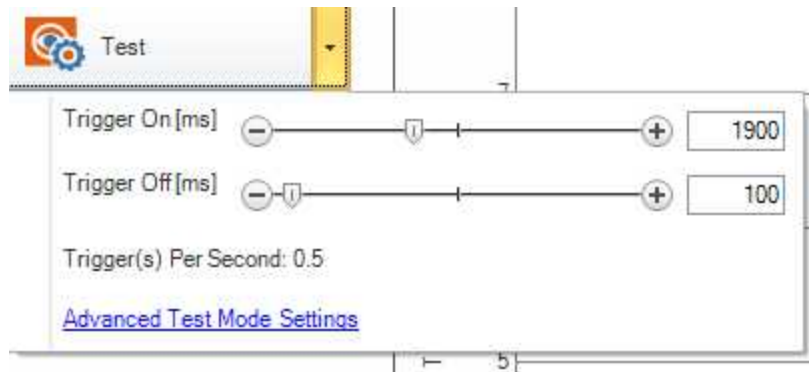 Test
7
Trigger On [ms] 1900
Trigger Off [ms] 100
Trigger(s) Per Second: 0.5
Advanced Test Mode Settings
5